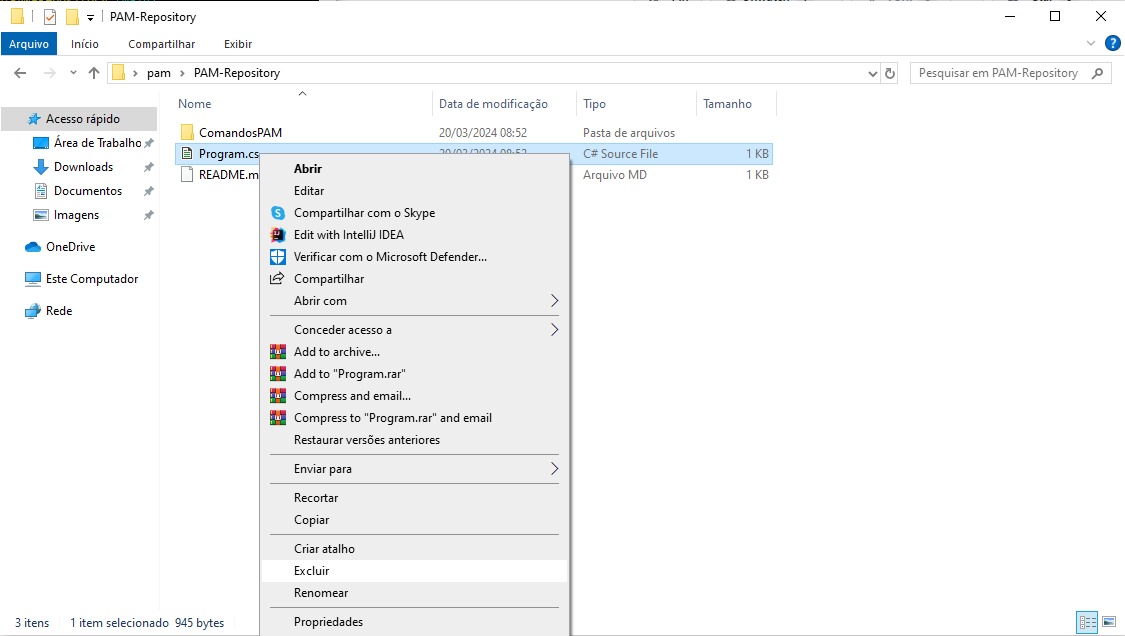 PAM-Repository
Arquivo Início Compartilhar Exibir
pam PAM-Repository Pesquisar em PAM-Repository
Nome Data de modificação Tipo Tamanho
Acesso rápido
Área de Trabalho
Downloads
Documentos
Imagens
OneDrive
Este Computador
Rede
ComandosPAM 20/03/2024 08:52 Pasta de arquivos
Program.cs 20/03/2024 08:52 C# Source File 1 KB
README.m Arquivo MD 1 KB
Abrir
Editar
Compartilhar com o Skype
Edit with IntelliJ IDEA
Verificar com o Microsoft Defender...
Compartilhar
Abrir com
Conceder acesso a
Add to archive...
Add to "Program.rar"
Compress and email...
Compress to "Program.rar" and email
Restaurar versões anteriores
Enviar para
Recortar
Copiar
Criar atalho
Excluir
Renomear
Propriedades
3 itens 1 item selecionado 945 bytes